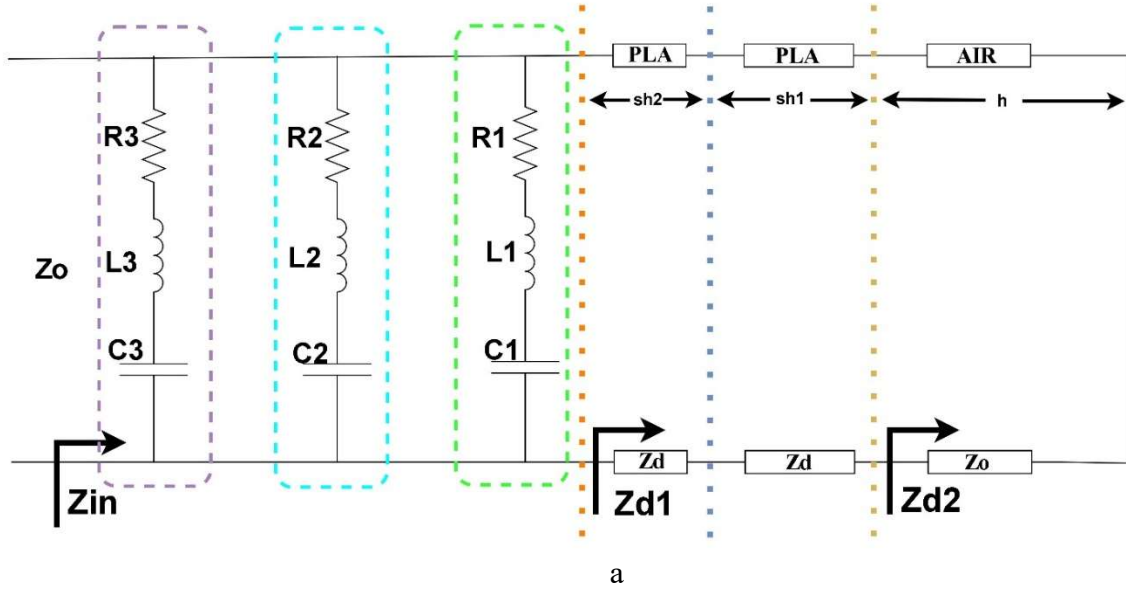 PLA PLA AIR
sh2 sh1 h
R3 R2 R1
Zo L3 L2 L1
C3 C2 C1
Zd Zd Zo
Zin Zd1 Zd2
a